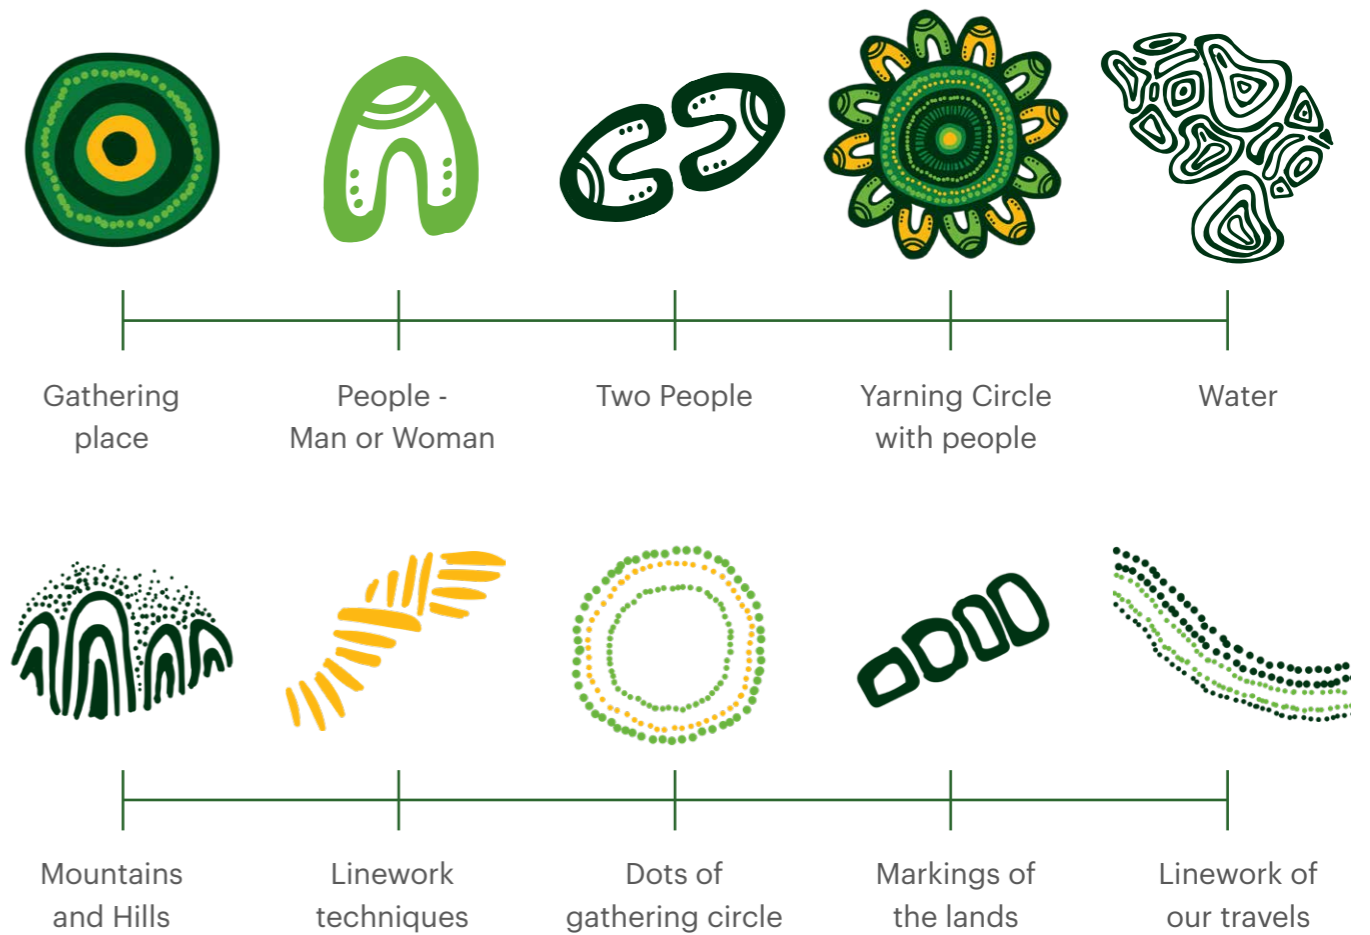 Gathering
place
People -
Man or Woman
Two People
Yarning Circle
with people
Water
Mountains
and Hills
Linework
techniques
Dots of
gathering circle
Markings of
the lands
Linework of
our travels